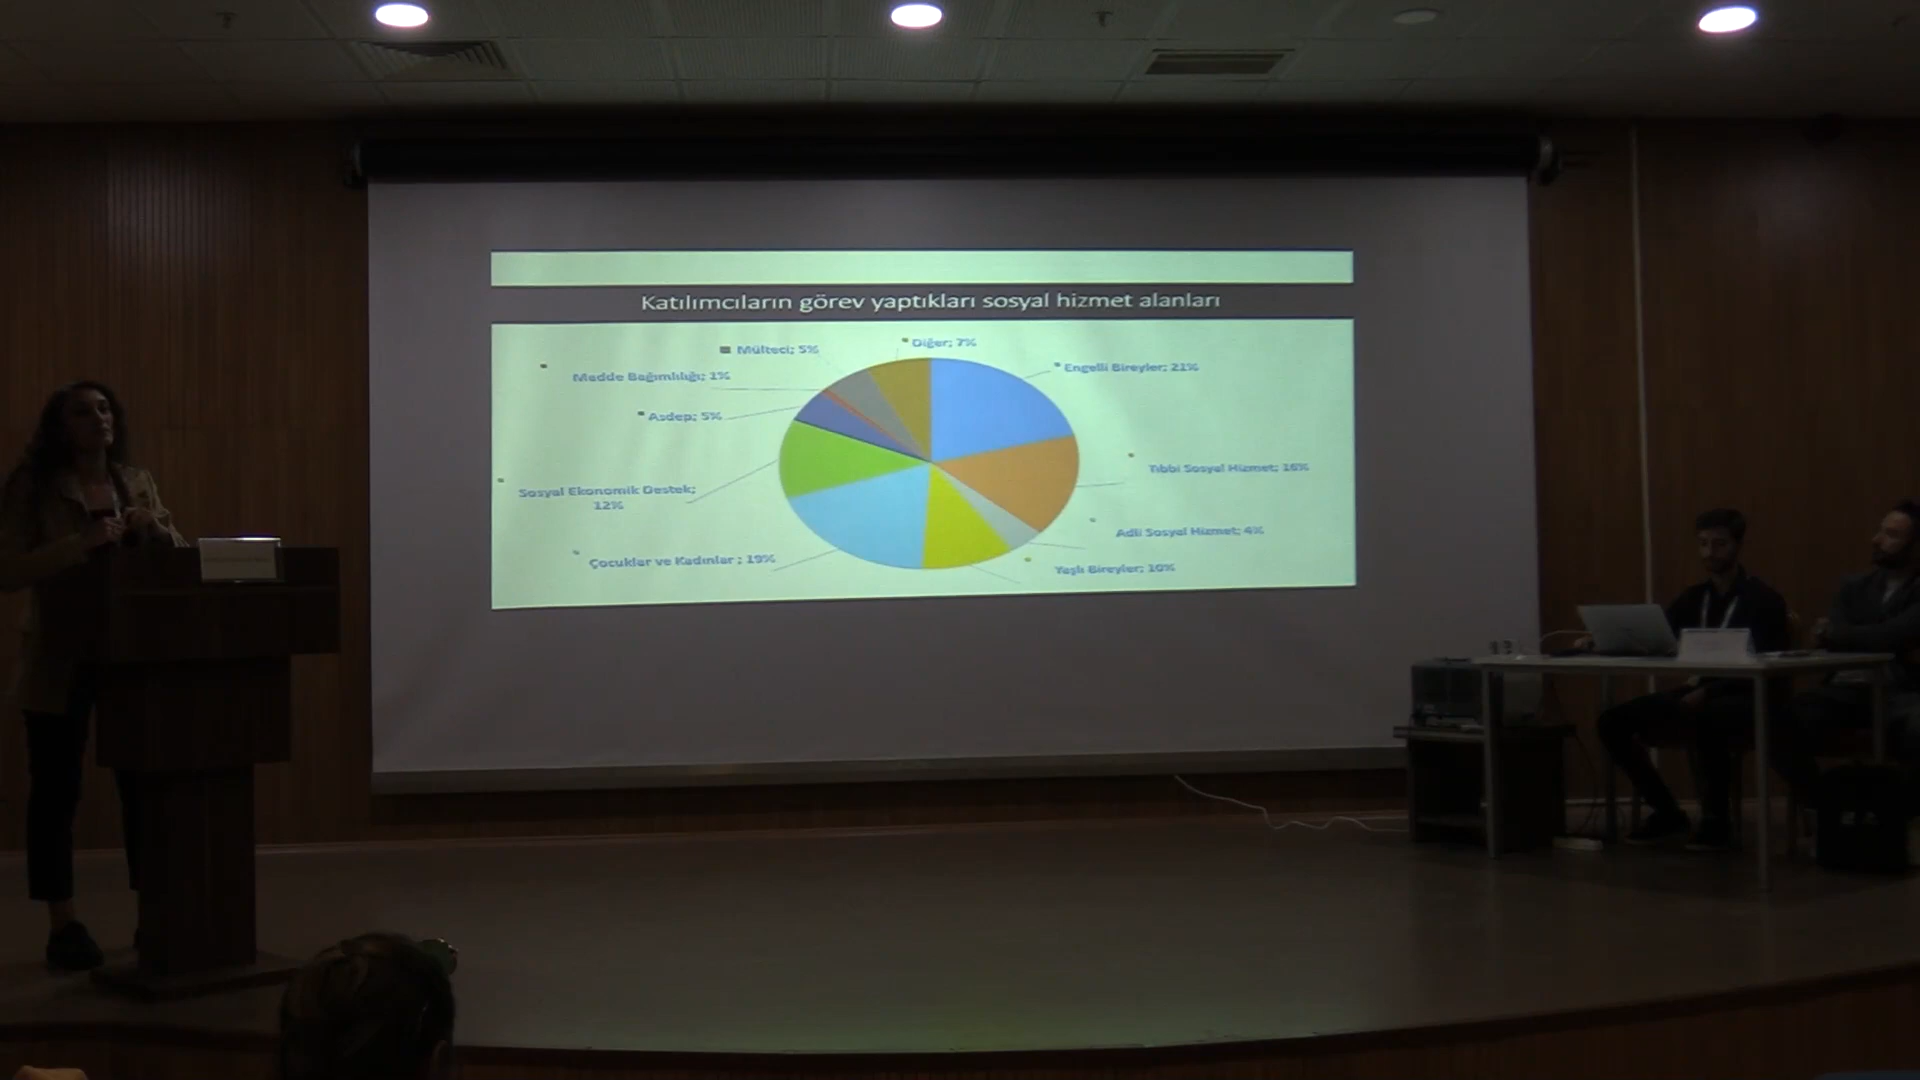 Katılımcıların görev yaptıkları sosyal hizmet alanları
Diğer; 7%
Mülteci; 5%
Engelli Bireyler; 21%
Madde Bağımlılığı; 1%
Asdep; 5%
Tıbbi Sosyal Hizmet; 16%
Sosyal Ekonomik Destek;
12%
Adli Sosyal Hizmet; 4%
Çocuklar ve Kadınlar ; 19%
Yaşlı Bireyler; 10%